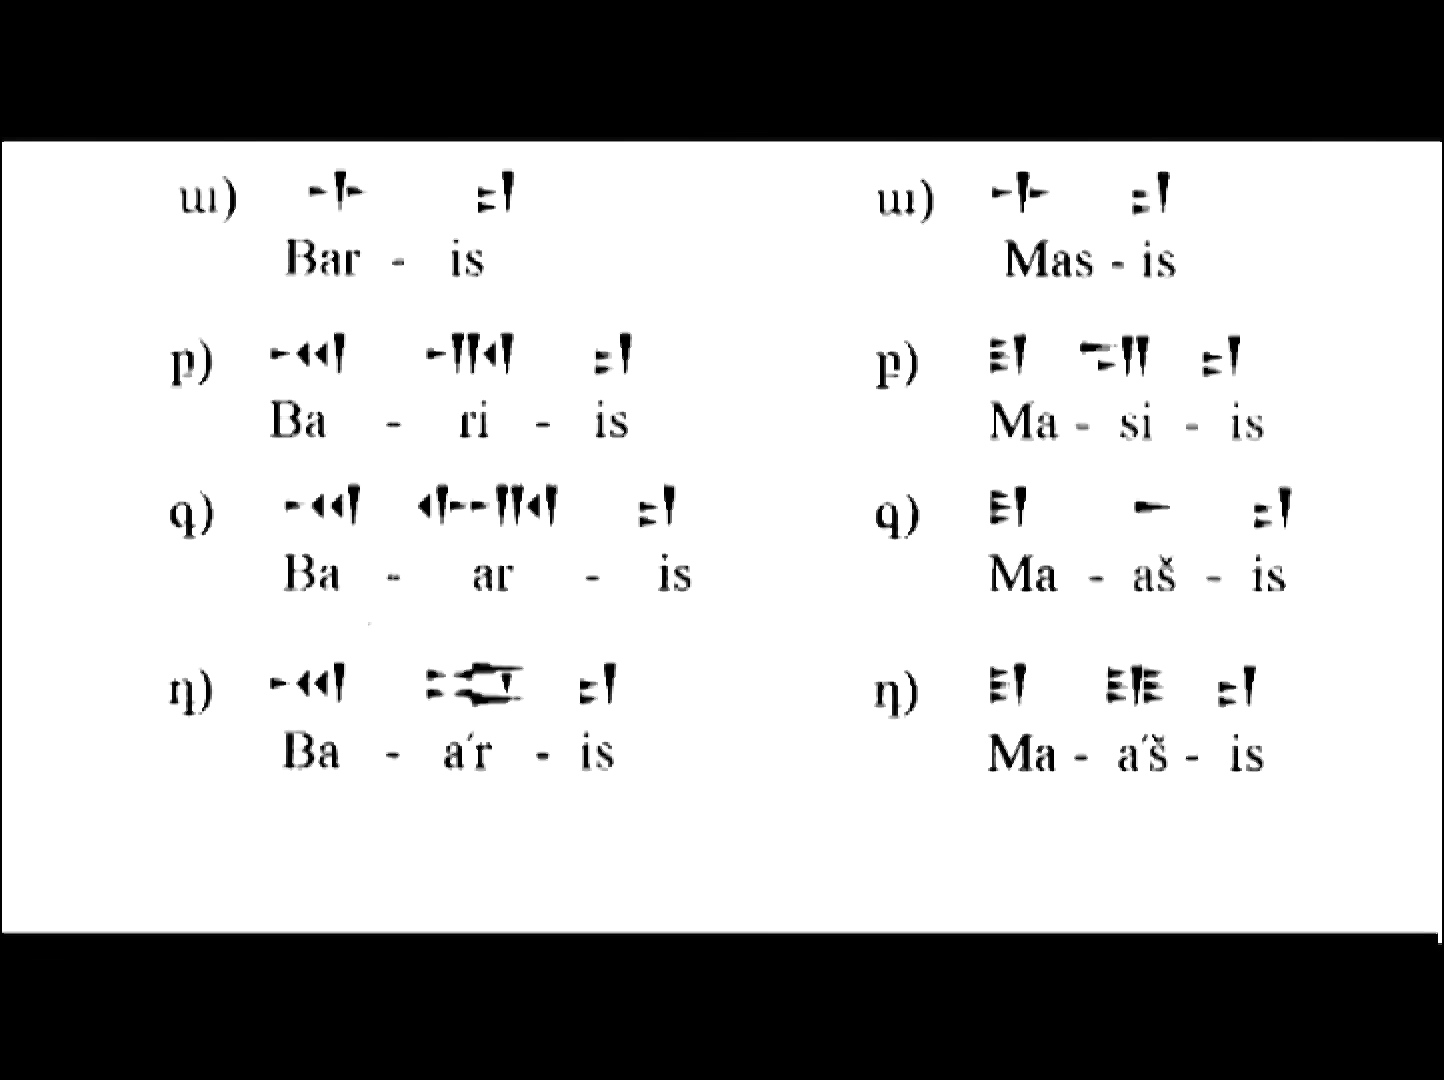 ա) 𒁇 𒄑
Bar - is
բ) 𒁀 𒊑 𒄑
Ba - ri - is
գ) 𒁀 𒅈 𒄑
Ba - ar - is
դ) 𒁀 𒌒 𒄑
Ba - a´r - is
ա) 𒈦 𒄑
Mas - is
բ) 𒈠 𒋛 𒄑
Ma - si - is
գ) 𒈠 𒀸 𒄑
Ma - aš - is
դ) 𒈠 𒀾 𒄑
Ma - a´š - is